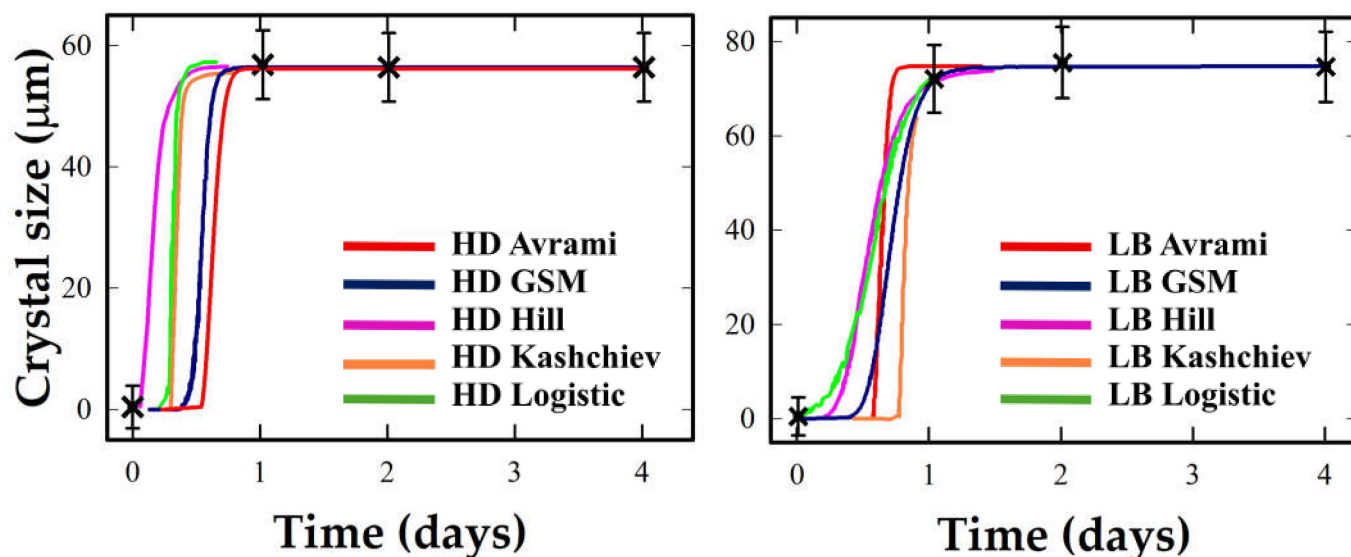 Crystal size (µm)
60
40
20
0
HD Avrami
HD GSM
HD Hill
HD Kashchiev
HD Logistic
0 1 2 3 4
Time (days)
80
60
40
20
0
LB Avrami
LB GSM
LB Hill
LB Kashchiev
LB Logistic
0 1 2 3 4
Time (days)